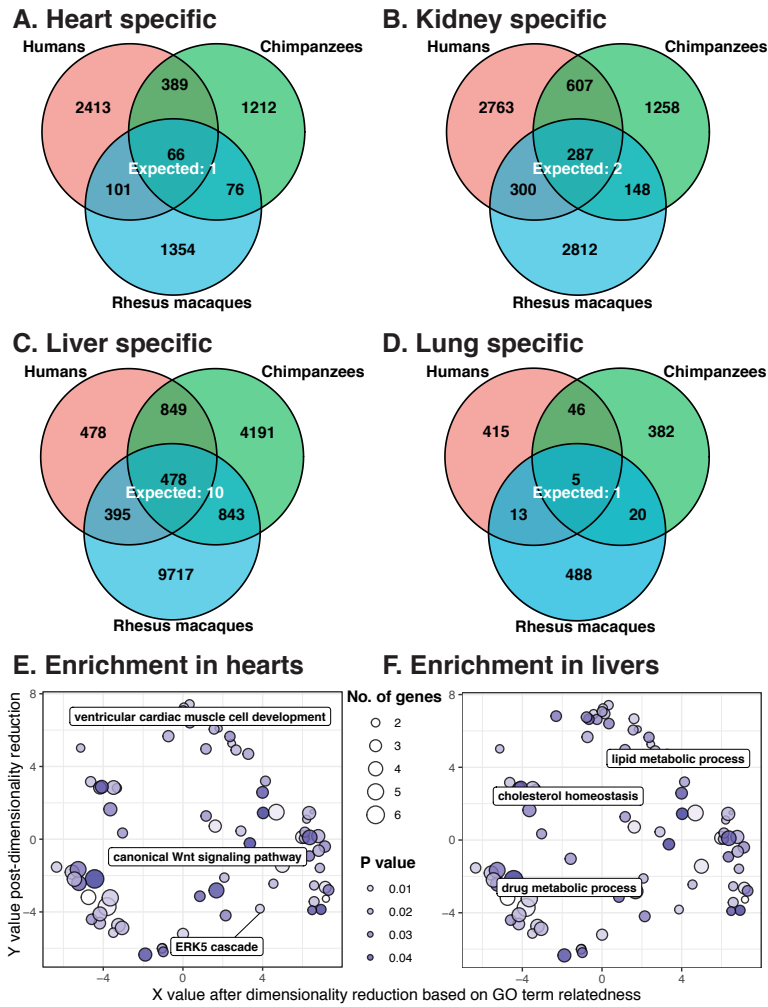 A. Heart specific
Humans
Chimpanzees
389
2413
1212
66
Expected: 1
101
76
1354
Rhesus macaques
B. Kidney specific
Humans
Chimpanzees
607
2763
1258
287
Expected: 2
300
148
2812
Rhesus macaques
C. Liver specific
Humans
Chimpanzees
849
478
4191
478
Expected: 10
395
843
9717
Rhesus macaques
D. Lung specific
Humans
Chimpanzees
46
415
382
5
Expected: 1
13
20
488
Rhesus macaques
E. Enrichment in hearts
Y value post-dimensionality reduction
8
4
0
−4
−4
0
4
ventricular cardiac muscle cell development
canonical Wnt signaling pathway
ERK5 cascade
No. of genes
2
3
4
5
6
P value
0.01
0.02
0.03
0.04
F. Enrichment in livers
8
4
0
−4
−4
0
4
lipid metabolic process
cholesterol homeostasis
drug metabolic process
X value after dimensionality reduction based on GO term relatedness